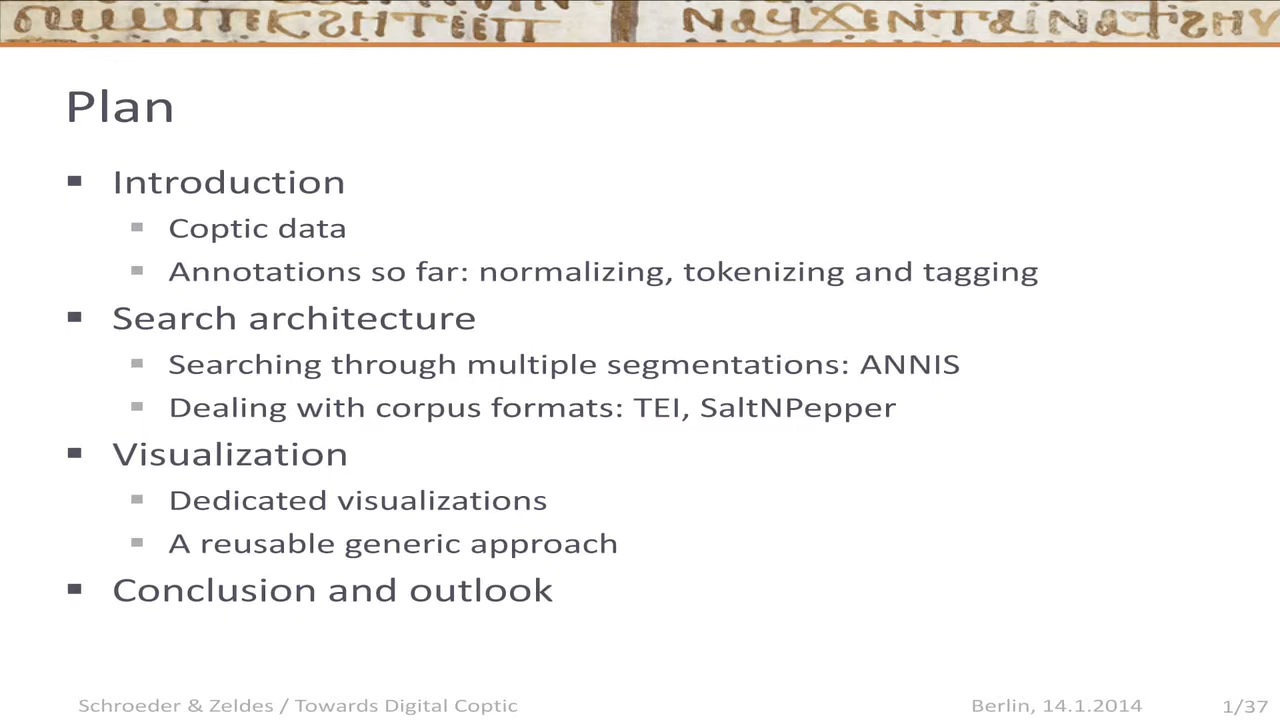 Plan
Introduction
Coptic data
Annotations so far: normalizing, tokenizing and tagging
Search architecture
Searching through multiple segmentations: ANNIS
Dealing with corpus formats: TEI, SaltNPepper
Visualization
Dedicated visualizations
A reusable generic approach
Conclusion and outlook
Schroeder & Zeldes / Towards Digital Coptic
Berlin, 14.1.2014
1/37